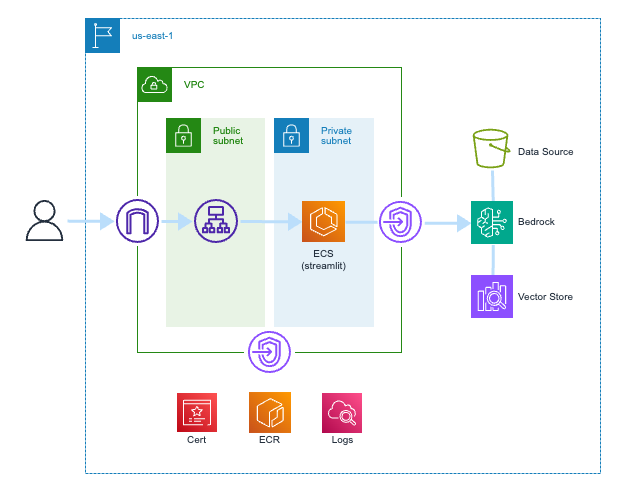 us-east-1
VPC
Public
subnet
Private
subnet
Data Source
Bedrock
ECS
(streamlit)
Vector Store
Cert
ECR
Logs